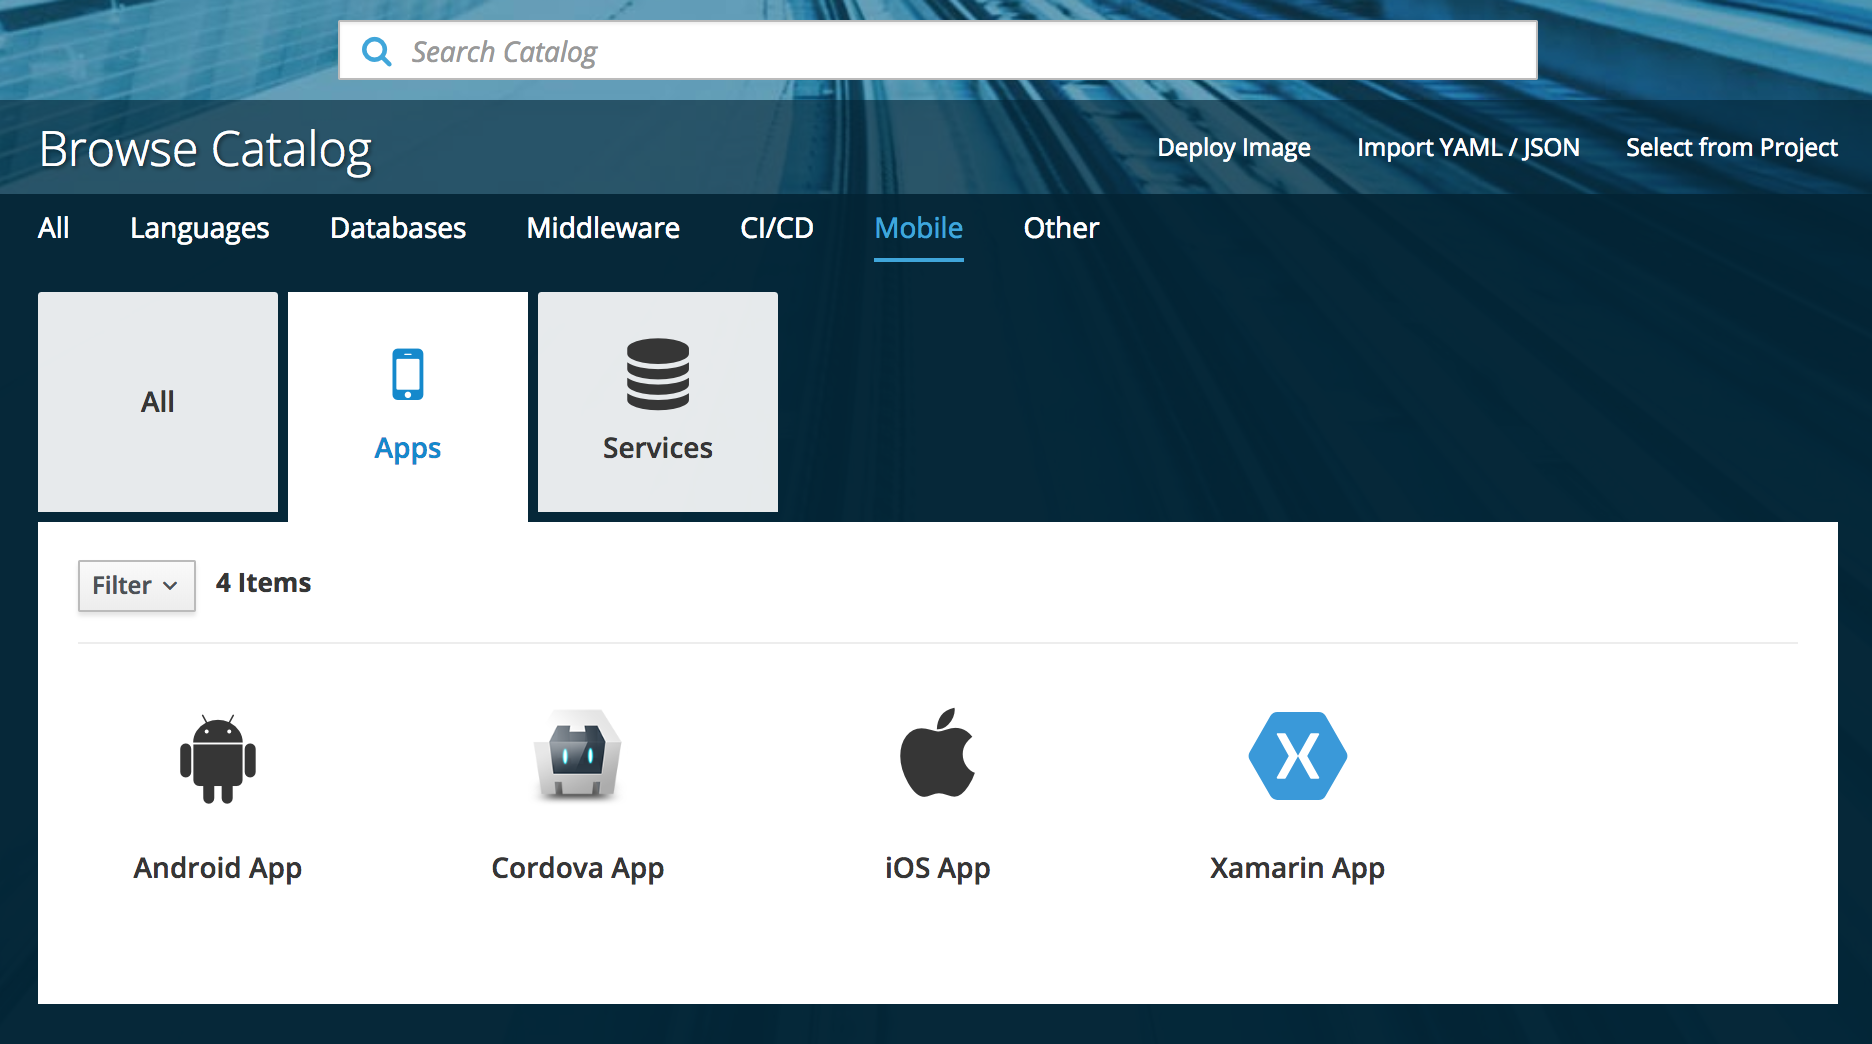 Search Catalog
Browse Catalog
Deploy Image
Import YAML / JSON
Select from Project
All
Languages
Databases
Middleware
CI/CD
Mobile
Other
All
Apps
Services
Filter
4 Items
Android App
Cordova App
iOS App
X
Xamarin App